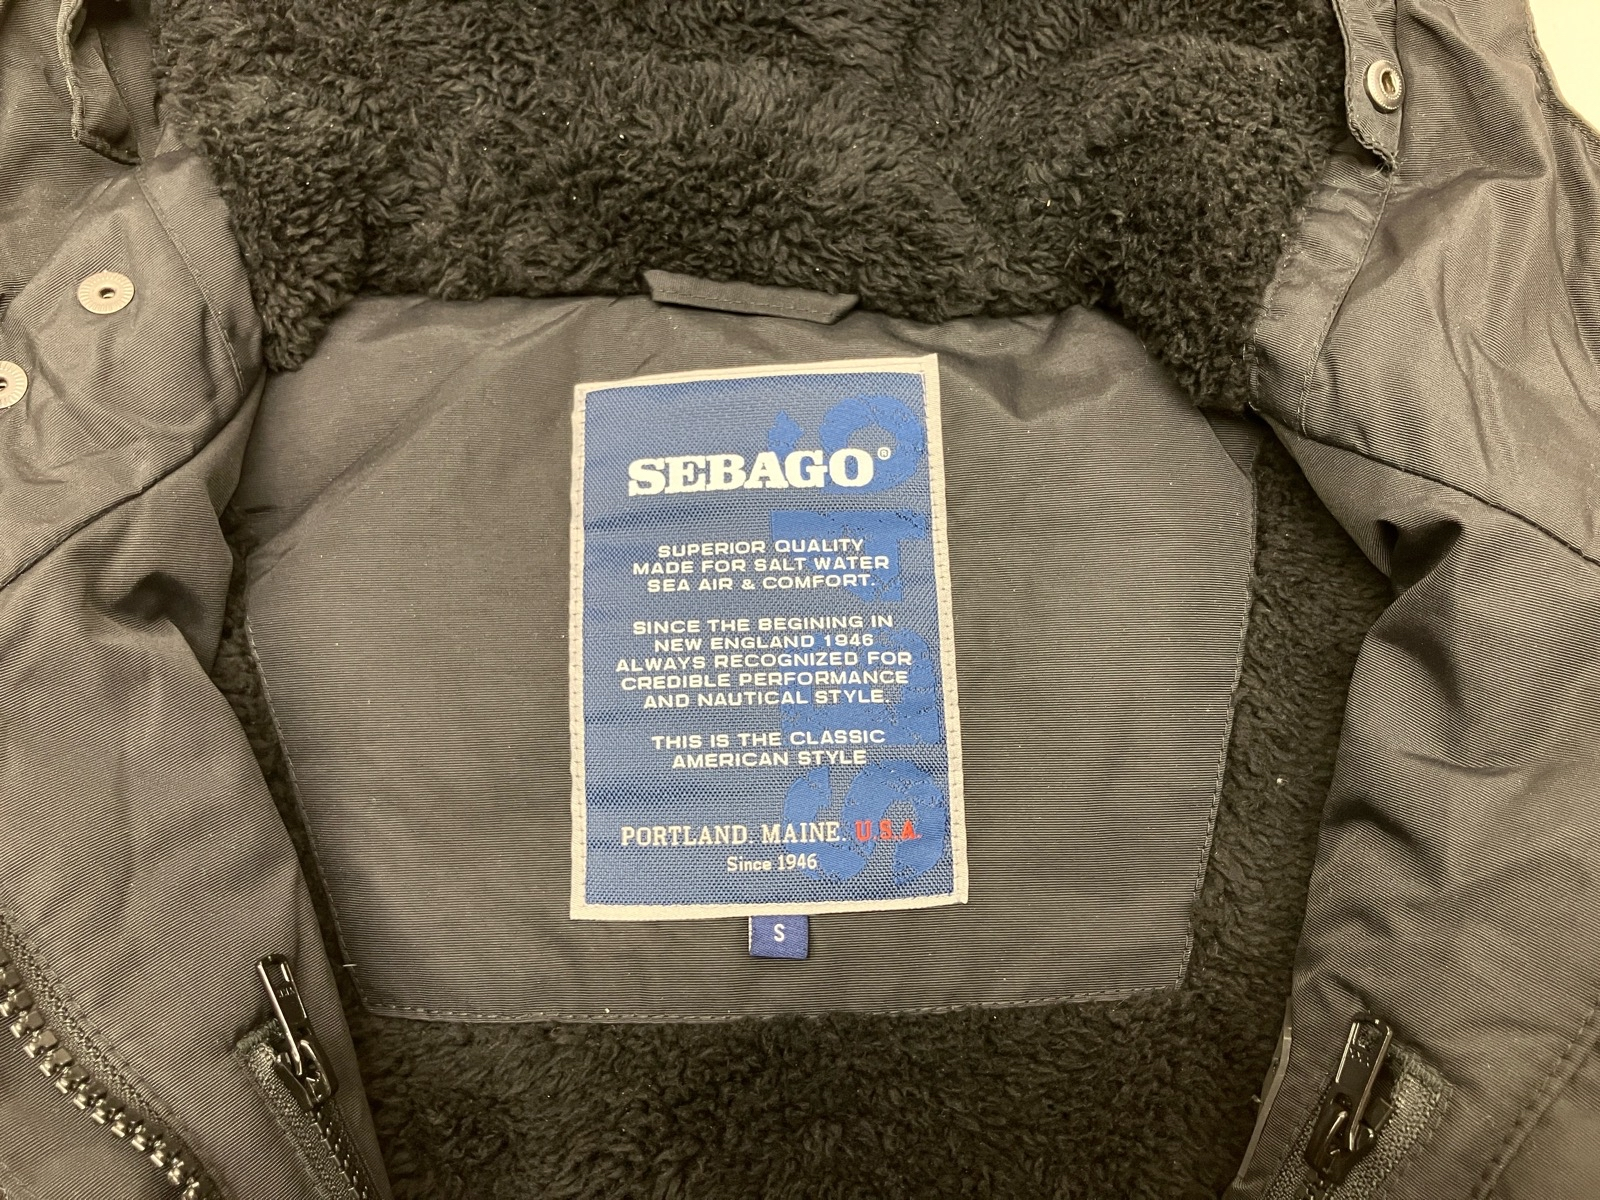 SEBAGO®
SUPERIOR QUALITY
MADE FOR SALT WATER
SEA AIR & COMFORT.
SINCE THE BEGINING IN
NEW ENGLAND 1946
ALWAYS RECOGNIZED FOR
CREDIBLE PERFORMANCE
AND NAUTICAL STYLE.
THIS IS THE CLASSIC
AMERICAN STYLE
PORTLAND. MAINE. U.S.A.
Since 1946
S